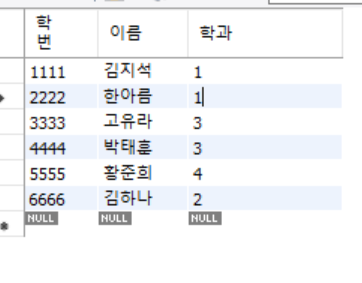 학번 이름 학과
1111 김지석 1
2222 한아름 1
3333 고유라 3
4444 박태훈 3
5555 황준희 4
6666 김하나 2
NULL NULL NULL